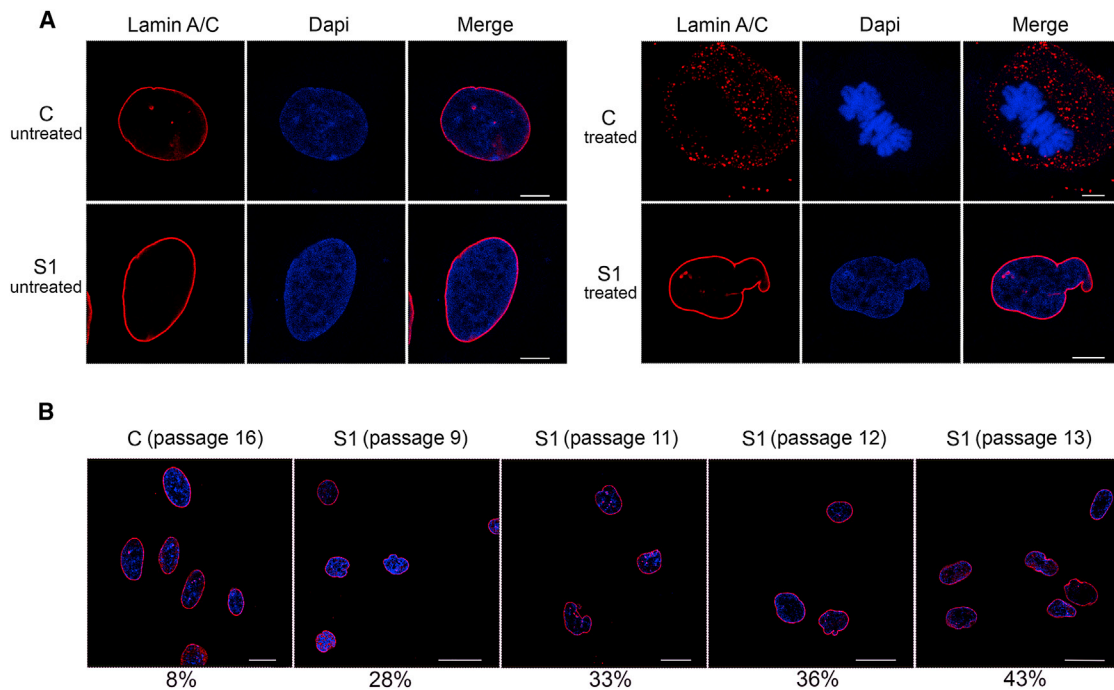 A
Lamin A/C Dapi Merge
Lamin A/C Dapi Merge
C
untreated
C
treated
S1
untreated
S1
treated
B
C (passage 16) S1 (passage 9) S1 (passage 11) S1 (passage 12) S1 (passage 13)
8% 28% 33% 36% 43%